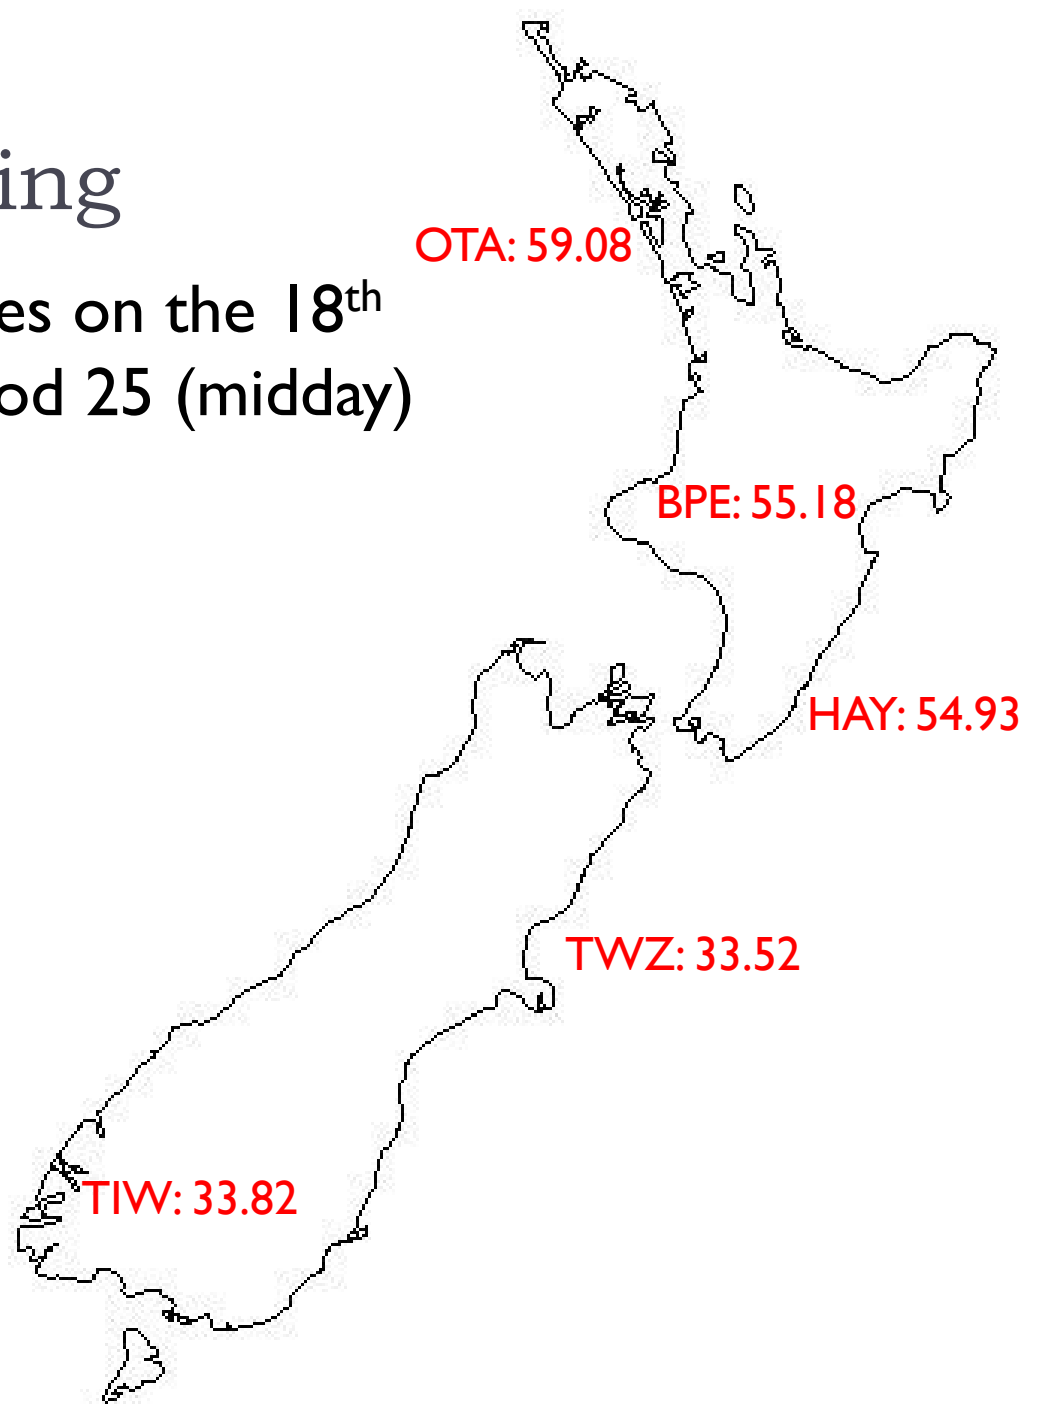 ing
OTA: 59.08
es on the 18th
od 25 (midday)
BPE: 55.18
HAY: 54.93
TWZ: 33.52
TIW: 33.82